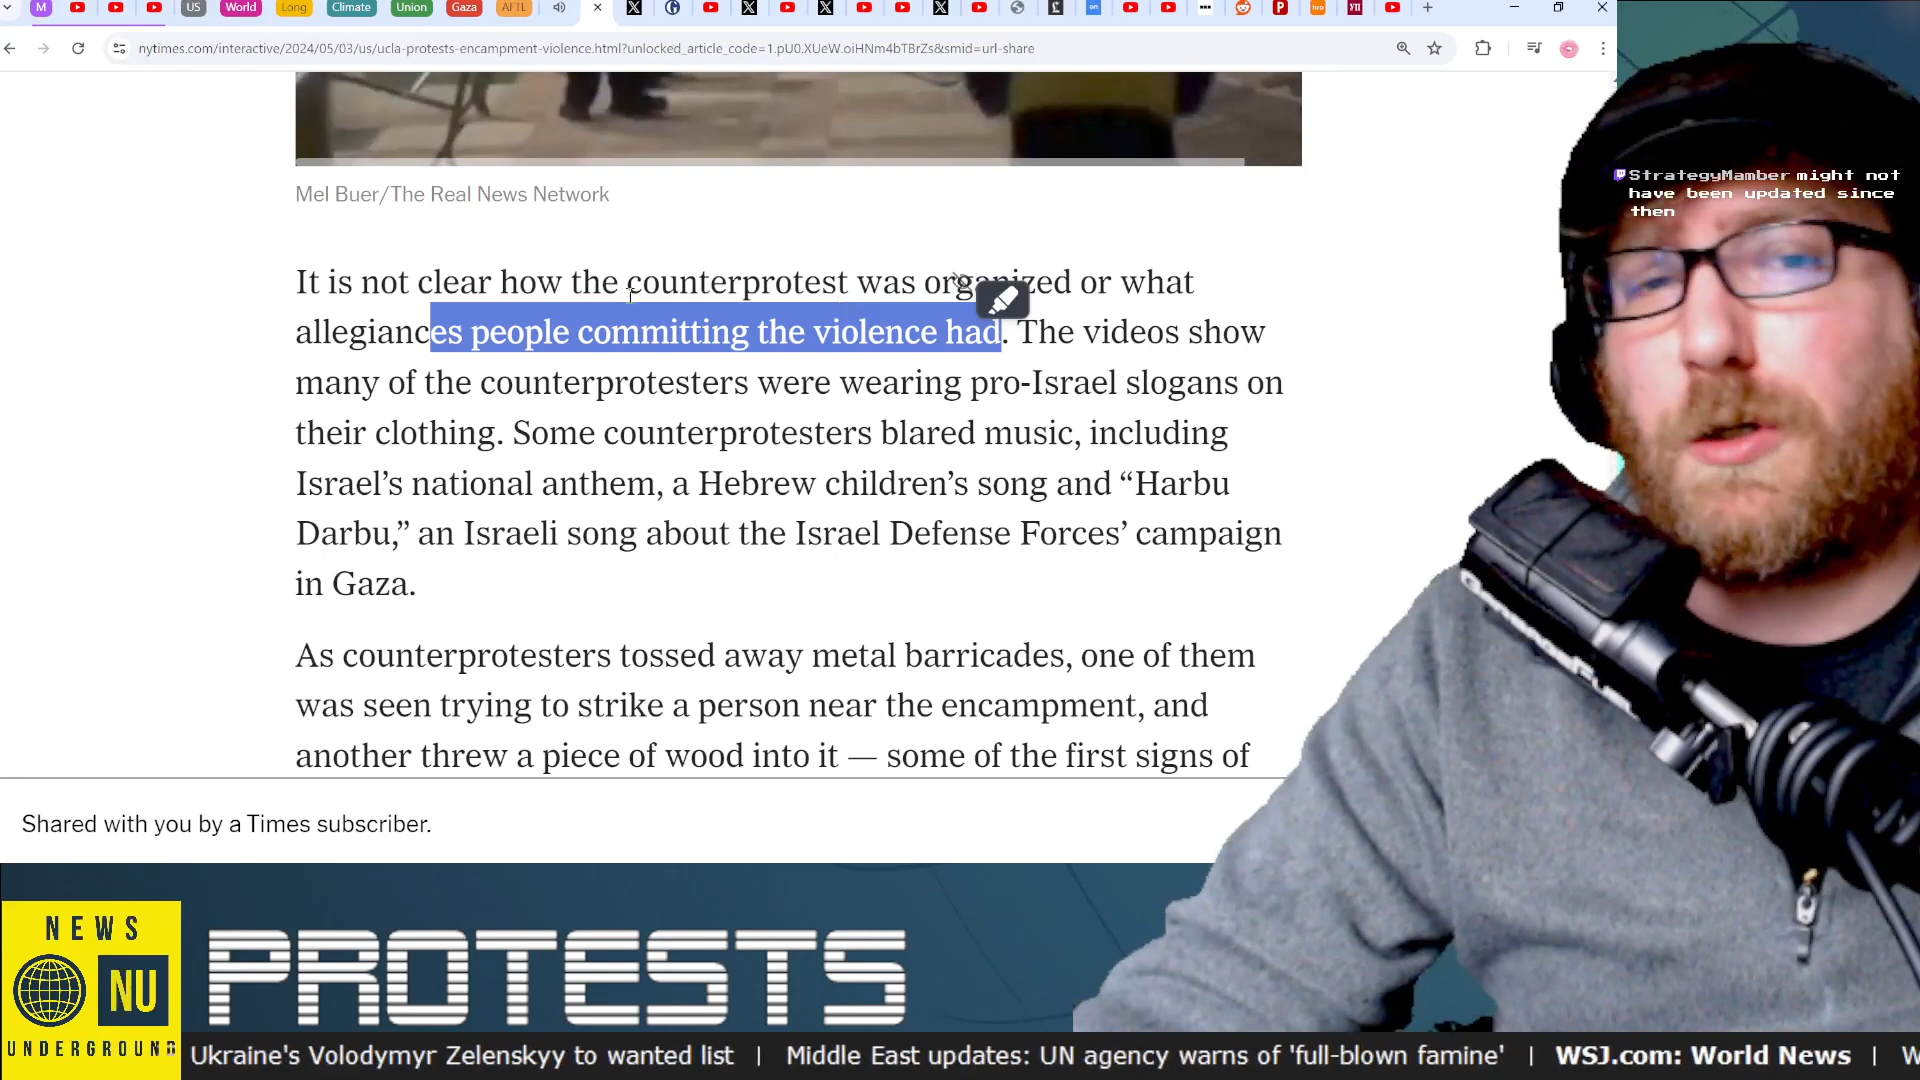 M
US
World
Long
Climate
Union
Gaza
AFTL
nytimes.com/interactive/2024/05/03/us/ucla-protests-encampment-violence.html?unlocked_article_code=1.pU0.XUeW.oiHNm4bTBrZs&smid=url-share
StrategyMamber might not
have been updated since
then
Mel Buer/The Real News Network
It is not clear how the counterprotest was organized or what
allegiances people committing the violence had. The videos show
many of the counterprotesters were wearing pro-Israel slogans on
their clothing. Some counterprotesters blared music, including
Israel’s national anthem, a Hebrew children’s song and “Harbu
Darbu,” an Israeli song about the Israel Defense Forces’ campaign
in Gaza.
As counterprotesters tossed away metal barricades, one of them
was seen trying to strike a person near the encampment, and
another threw a piece of wood into it — some of the first signs of
Shared with you by a Times subscriber.
NEWS
NU
UNDERGROUND
PROTESTS
Ukraine's Volodymyr Zelenskyy to wanted list | Middle East updates: UN agency warns of 'full-blown famine' | WSJ.com: World News | W